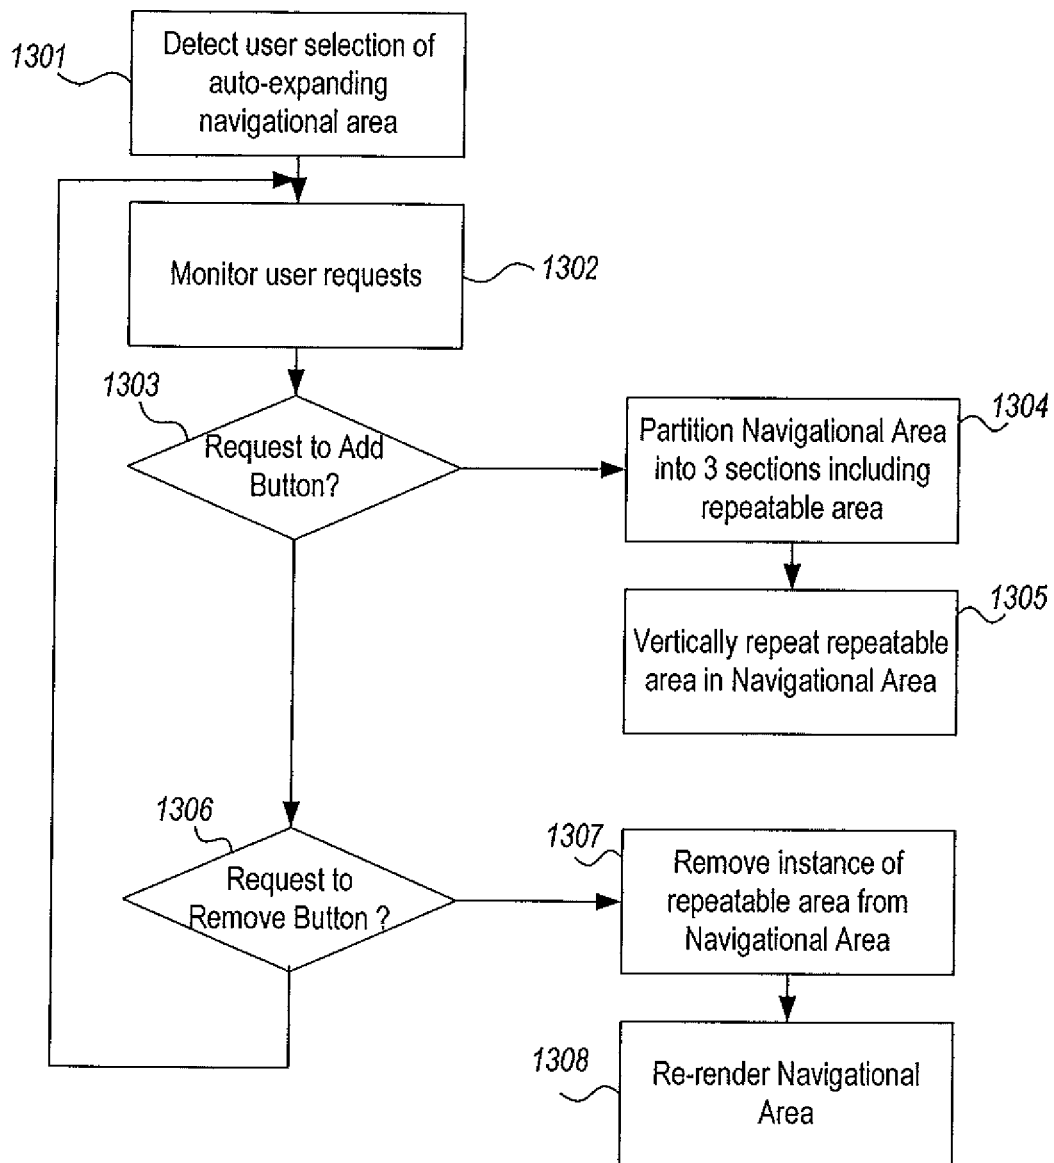 1301
Detect user selection of
auto-expanding
navigational area
Monitor user requests
1302
1303
Request to Add
Button?
1304
Partition Navigational Area
into 3 sections including
repeatable area
1305
Vertically repeat repeatable
area in Navigational Area
1306
Request to
Remove Button ?
1307
Remove instance of
repeatable area from
Navigational Area
1308
Re-render Navigational
Area